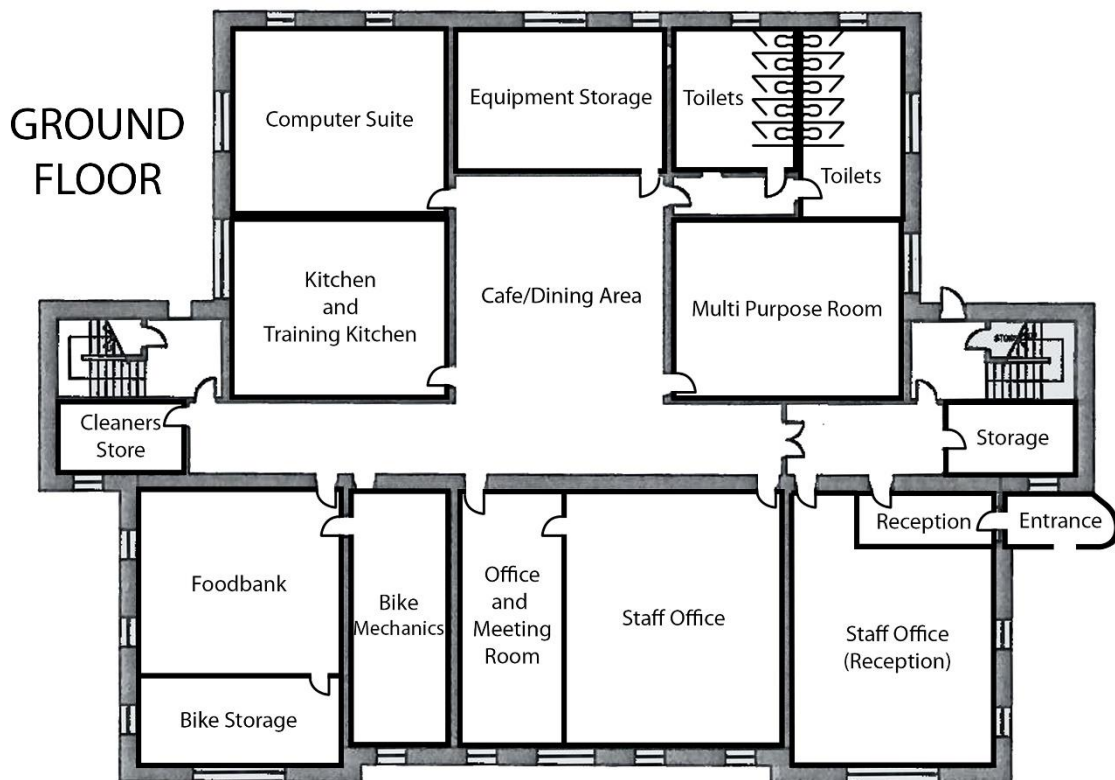 GROUND
FLOOR
Computer Suite
Equipment Storage
Toilets
Toilets
Kitchen
and
Training Kitchen
Cafe/Dining Area
Multi Purpose Room
Cleaners
Store
Storage
Reception
Entrance
Foodbank
Bike
Mechanics
Office
and
Meeting
Room
Staff Office
Staff Office
(Reception)
Bike Storage